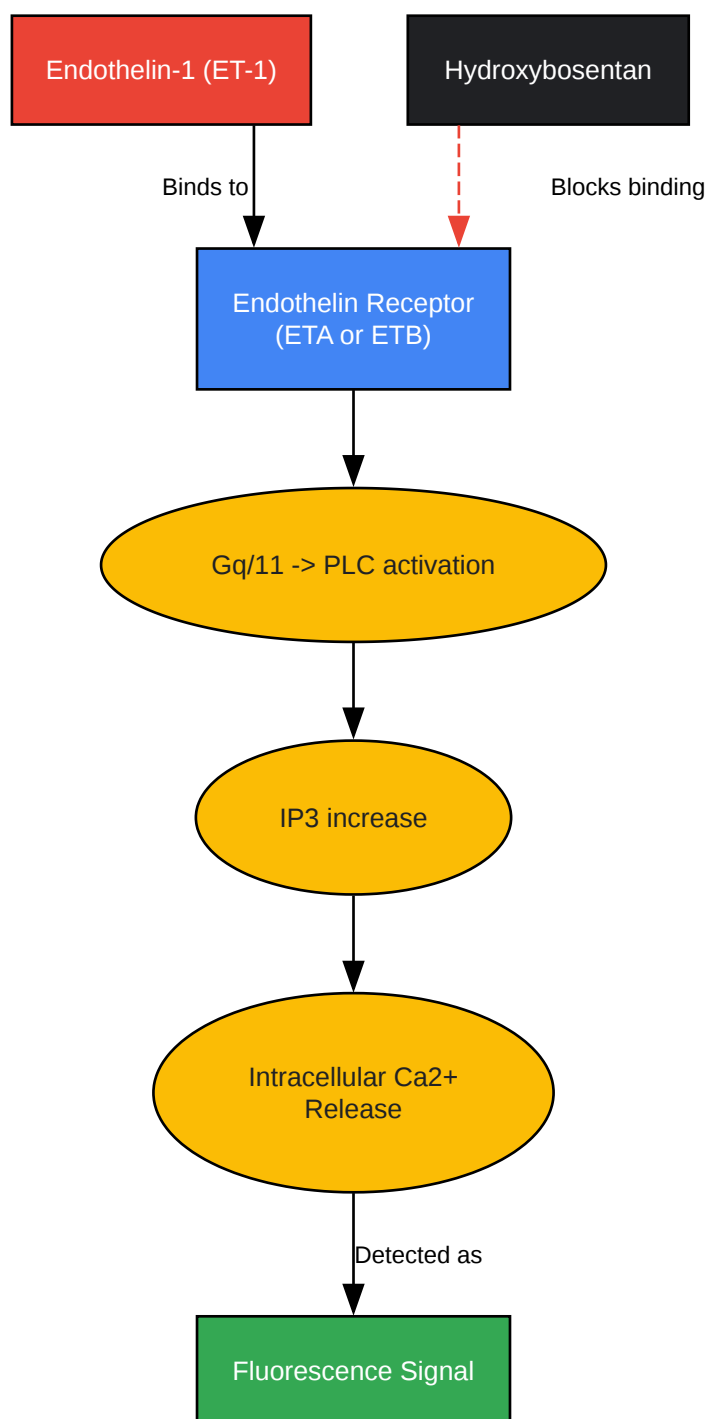 Endothelin-1 (ET-1)
Hydroxybosentan
Binds to
Blocks binding
Endothelin Receptor
(ETA or ETB)
Gq/11 -> PLC activation
IP3 increase
Intracellular Ca2+
Release
Detected as
Fluorescence Signal